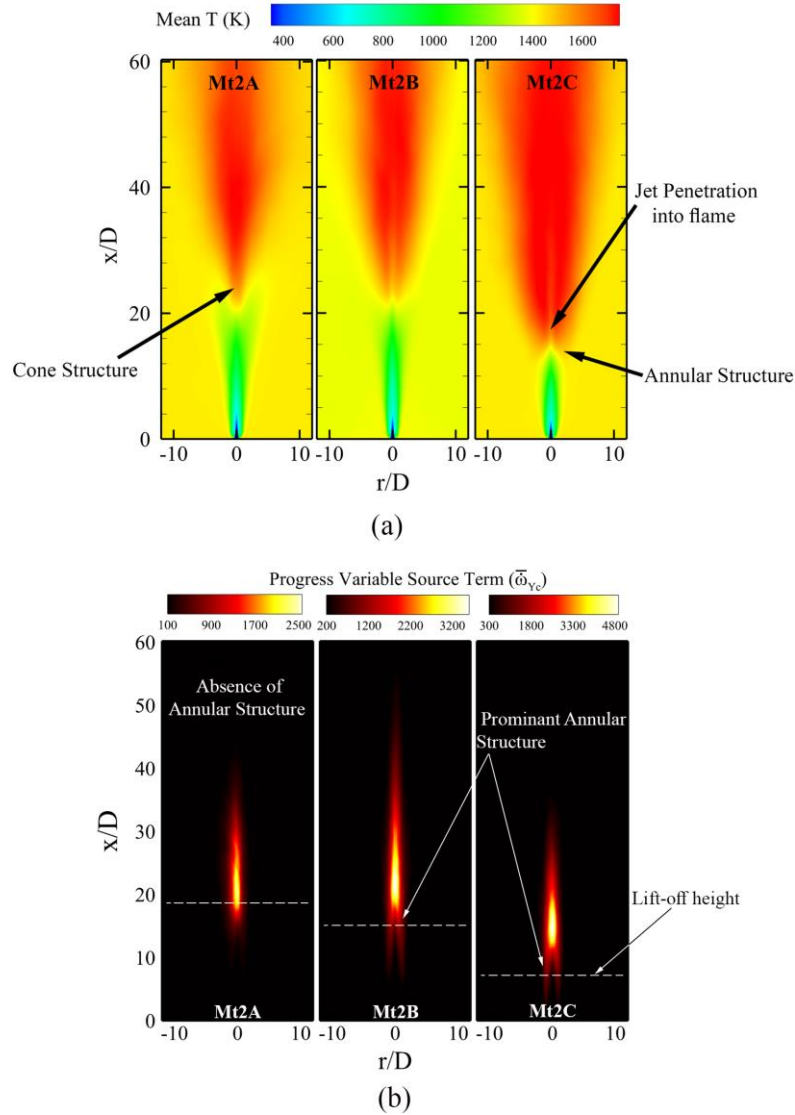 Mean T (K)
400 600 800 1000 1200 1400 1600
Mt2A Mt2B Mt2C
60
40
20
0
x/D
-10 0 10 -10 0 10 -10 0 10
r/D
Jet Penetration
into flame
Cone Structure
Annular Structure
(a)
Progress Variable Source Term (ω̇̄_Yc)
100 900 1700 2500 200 1200 2200 3200 300 1800 3300 4800
60
50
40
30
20
10
0
x/D
Absence of
Annular Structure
Prominant Annular
Structure
Lift-off height
Mt2A Mt2B Mt2C
-10 0 10 -10 0 10 -10 0 10
r/D
(b)